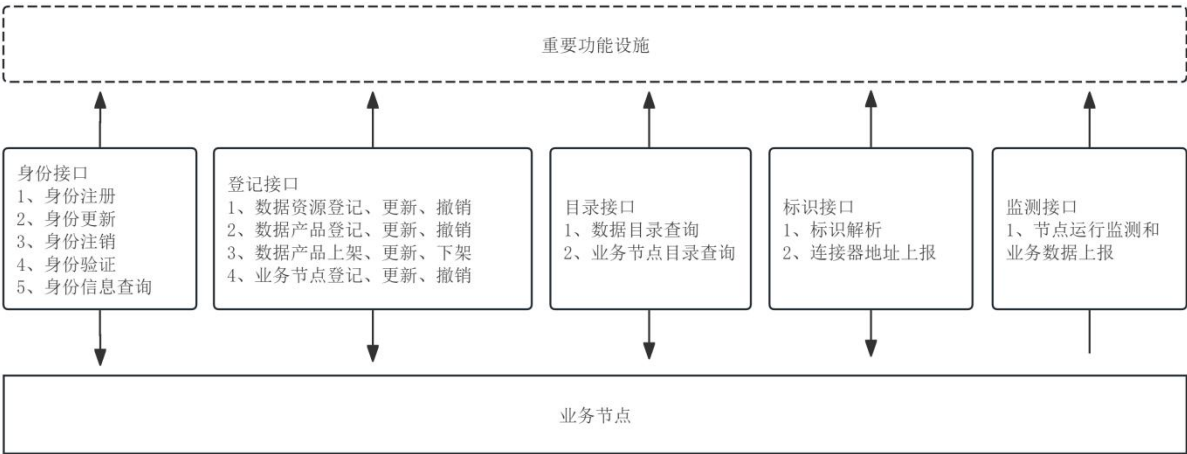 重要功能设施
身份接口
1、身份注册
2、身份更新
3、身份注销
4、身份验证
5、身份信息查询
登记接口
1、数据资源登记、更新、撤销
2、数据产品登记、更新、撤销
3、数据产品上架、更新、下架
4、业务节点登记、更新、撤销
目录接口
1、数据目录查询
2、业务节点目录查询
标识接口
1、标识解析
2、连接器地址上报
监测接口
1、节点运行监测和
业务数据上报
业务节点